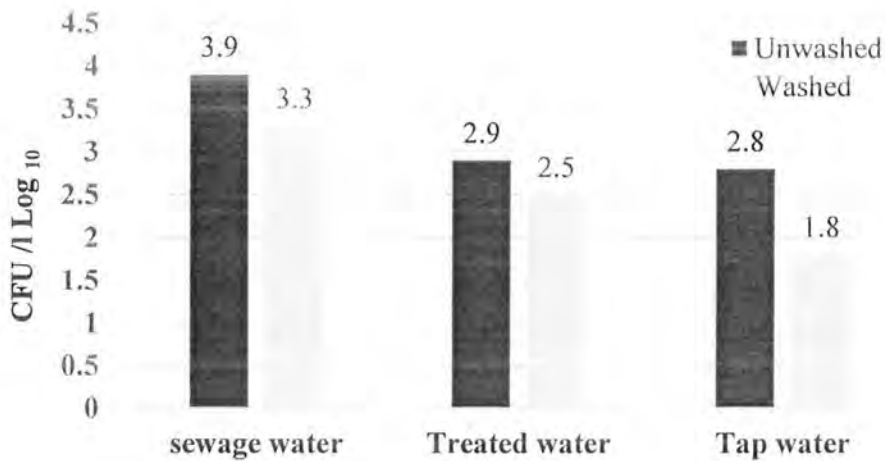 4.5
4
3.5
3
2.5
2
1.5
1
0.5
0
CFU /l Log 10
3.9
3.3
2.9
2.5
2.8
1.8
Unwashed
Washed
sewage water
Treated water
Tap water